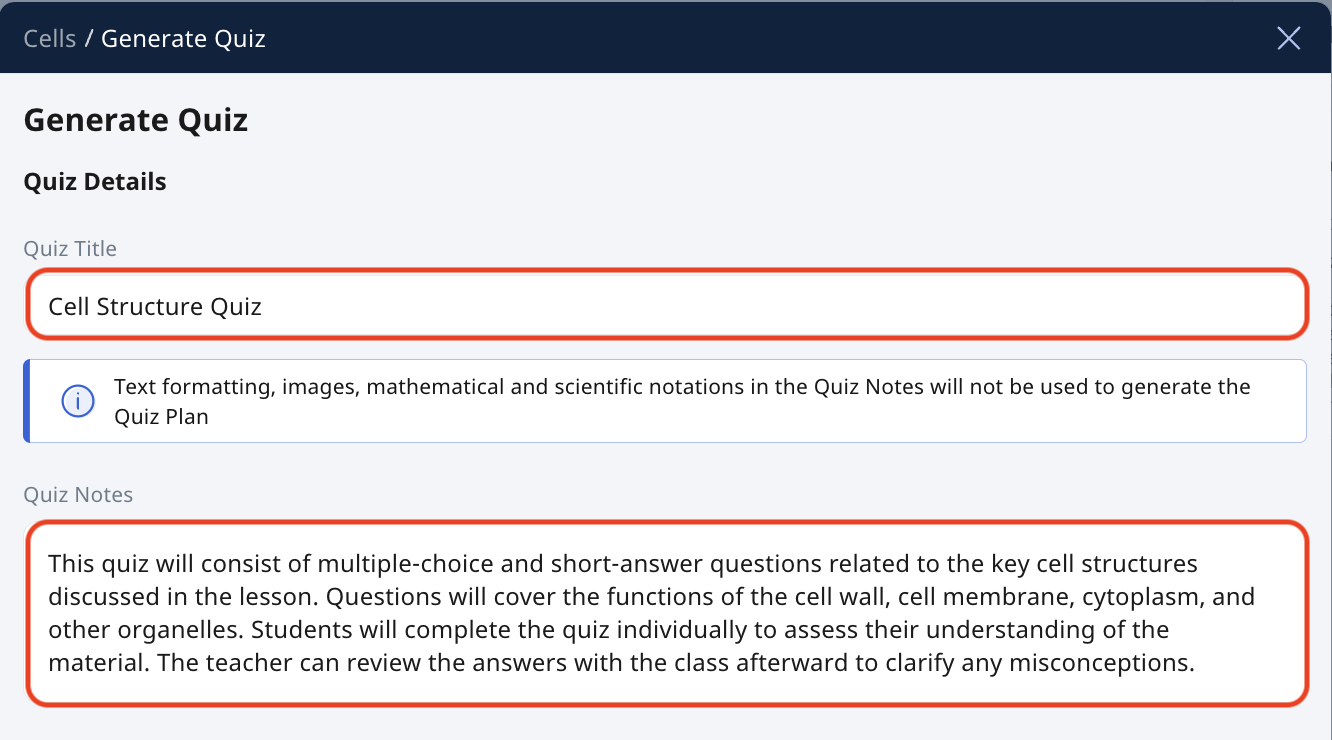 Cells / Generate Quiz
Generate Quiz
Quiz Details
Quiz Title
Cell Structure Quiz
Text formatting, images, mathematical and scientific notations in the Quiz Notes will not be used to generate the
Quiz Plan
Quiz Notes
This quiz will consist of multiple-choice and short-answer questions related to the key cell structures
discussed in the lesson. Questions will cover the functions of the cell wall, cell membrane, cytoplasm, and
other organelles. Students will complete the quiz individually to assess their understanding of the
material. The teacher can review the answers with the class afterward to clarify any misconceptions.